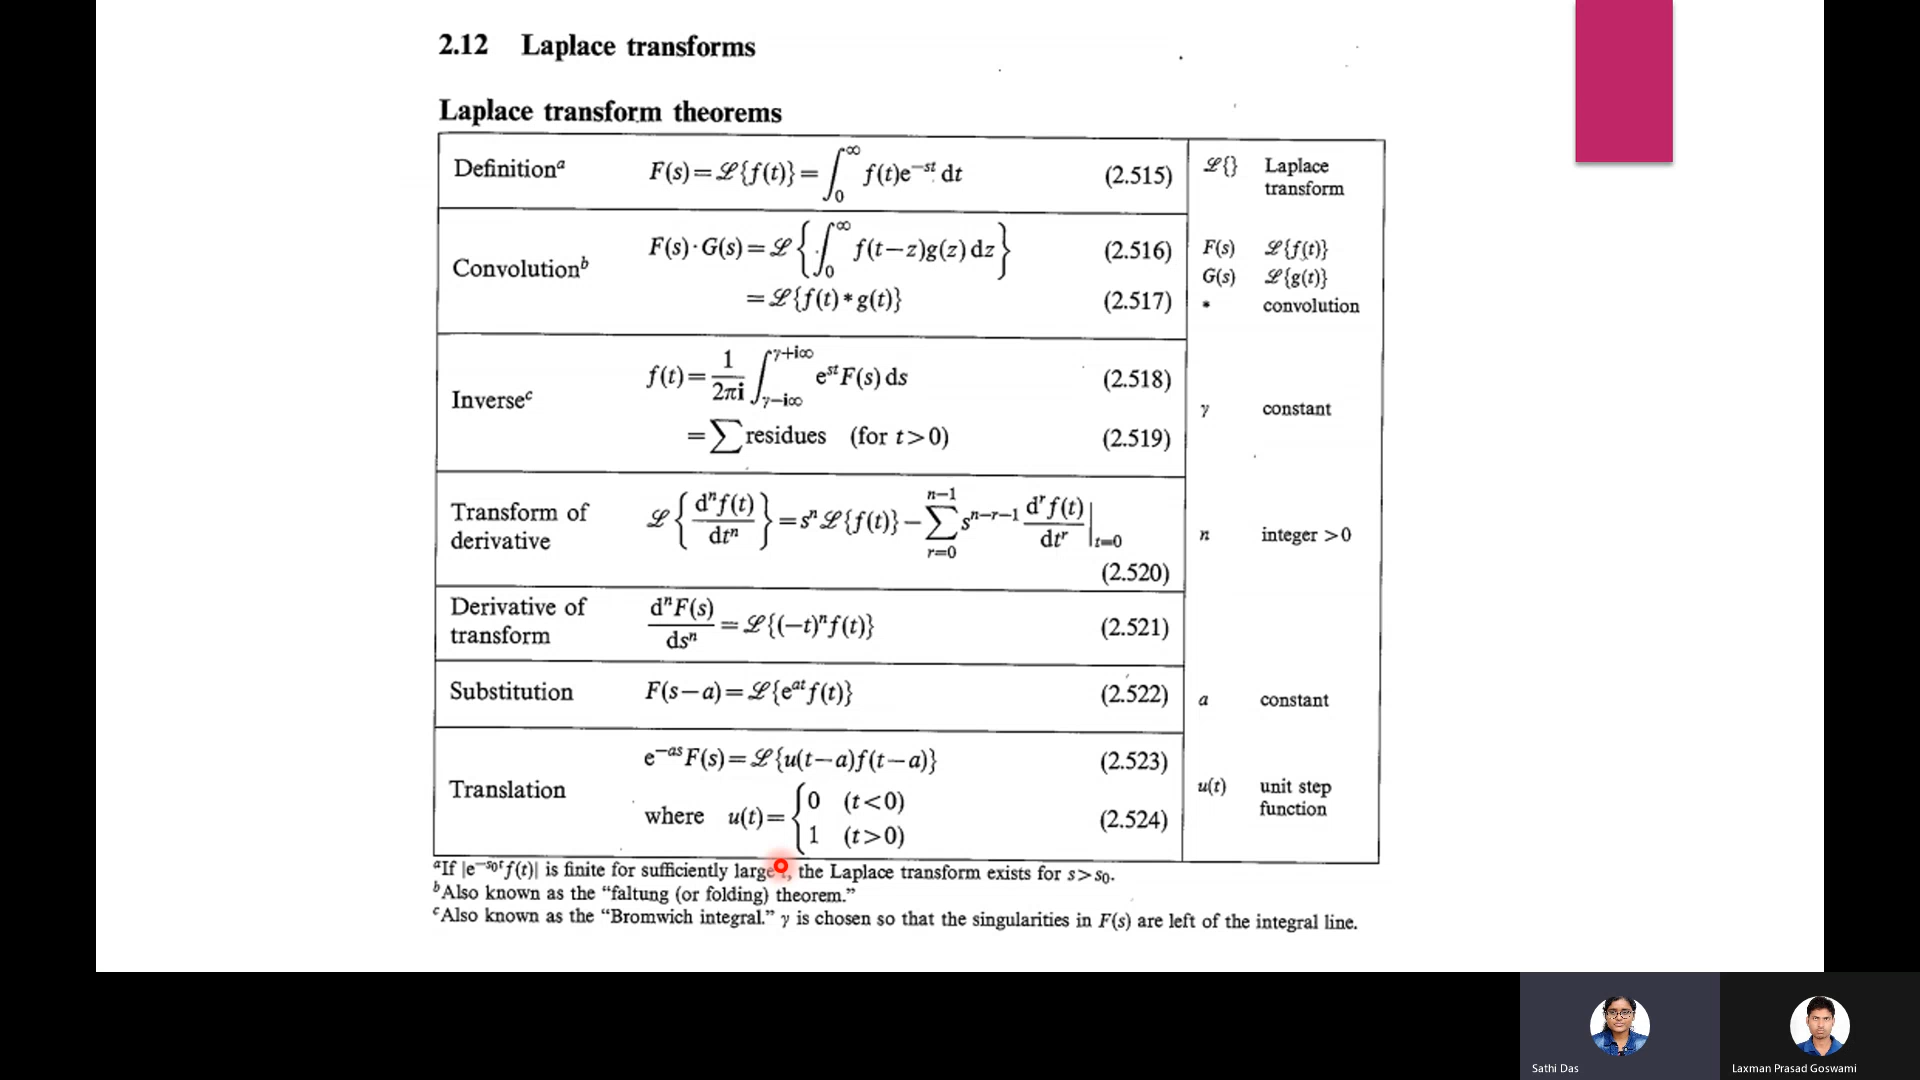 2.12 Laplace transforms
Laplace transform theorems
Definitionᵃ F(s)=ℒ{f(t)}=∫₀^∞ f(t)e^{−st} dt (2.515) ℒ{} Laplace transform
Convolutionᵇ F(s)·G(s)=ℒ{∫₀^∞ f(t−z)g(z) dz} (2.516) F(s) ℒ{f(t)}
G(s) ℒ{g(t)}
=ℒ{f(t)*g(t)} (2.517) * convolution
Inverseᶜ f(t)=1/2πi ∫_{γ−i∞}^{γ+i∞} e^{st}F(s) ds (2.518)
γ constant
=∑ residues (for t>0) (2.519)
Transform of derivative ℒ{dⁿf(t)/dtⁿ}=sⁿℒ{f(t)}−∑_{r=0}^{n−1} s^{n−r−1} dʳf(t)/dtʳ|_{t=0} n integer >0
(2.520)
Derivative of transform dⁿF(s)/dsⁿ=ℒ{(−t)ⁿf(t)} (2.521)
Substitution F(s−a)=ℒ{e^{at}f(t)} (2.522) a constant
Translation e^{−as}F(s)=ℒ{u(t−a)f(t−a)} (2.523) u(t) unit step function
where u(t)={0 (t<0)
1 (t>0) (2.524)
ᵃIf |e^{−s₀t}f(t)| is finite for sufficiently large , the Laplace transform exists for s>s₀.
ᵇAlso known as the “faltung (or folding) theorem.”
ᶜAlso known as the “Bromwich integral.” γ is chosen so that the singularities in F(s) are left of the integral line.
Sathi Das
Laxman Prasad Goswami